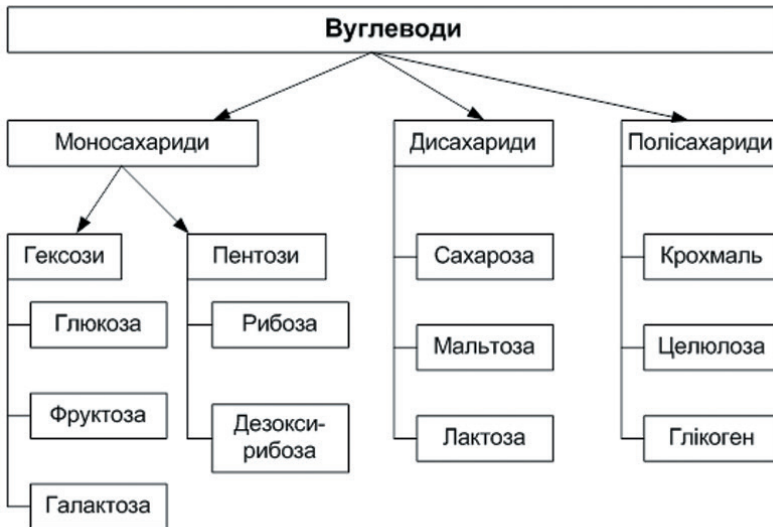 Вуглеводи
Моносахариди
Дисахариди
Полісахариди
Гексози
Пентози
Сахароза
Крохмаль
Глюкоза
Рибоза
Мальтоза
Целюлоза
Фруктоза
Дезокси-
рибоза
Лактоза
Глікоген
Галактоза